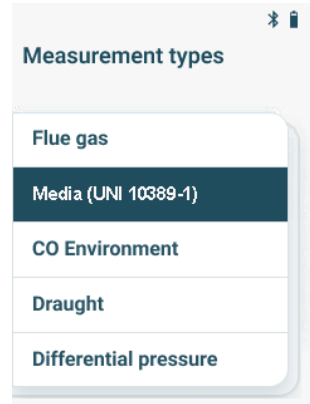 Measurement types
Flue gas
Media (UNI 10389-1)
CO Environment
Draught
Differential pressure